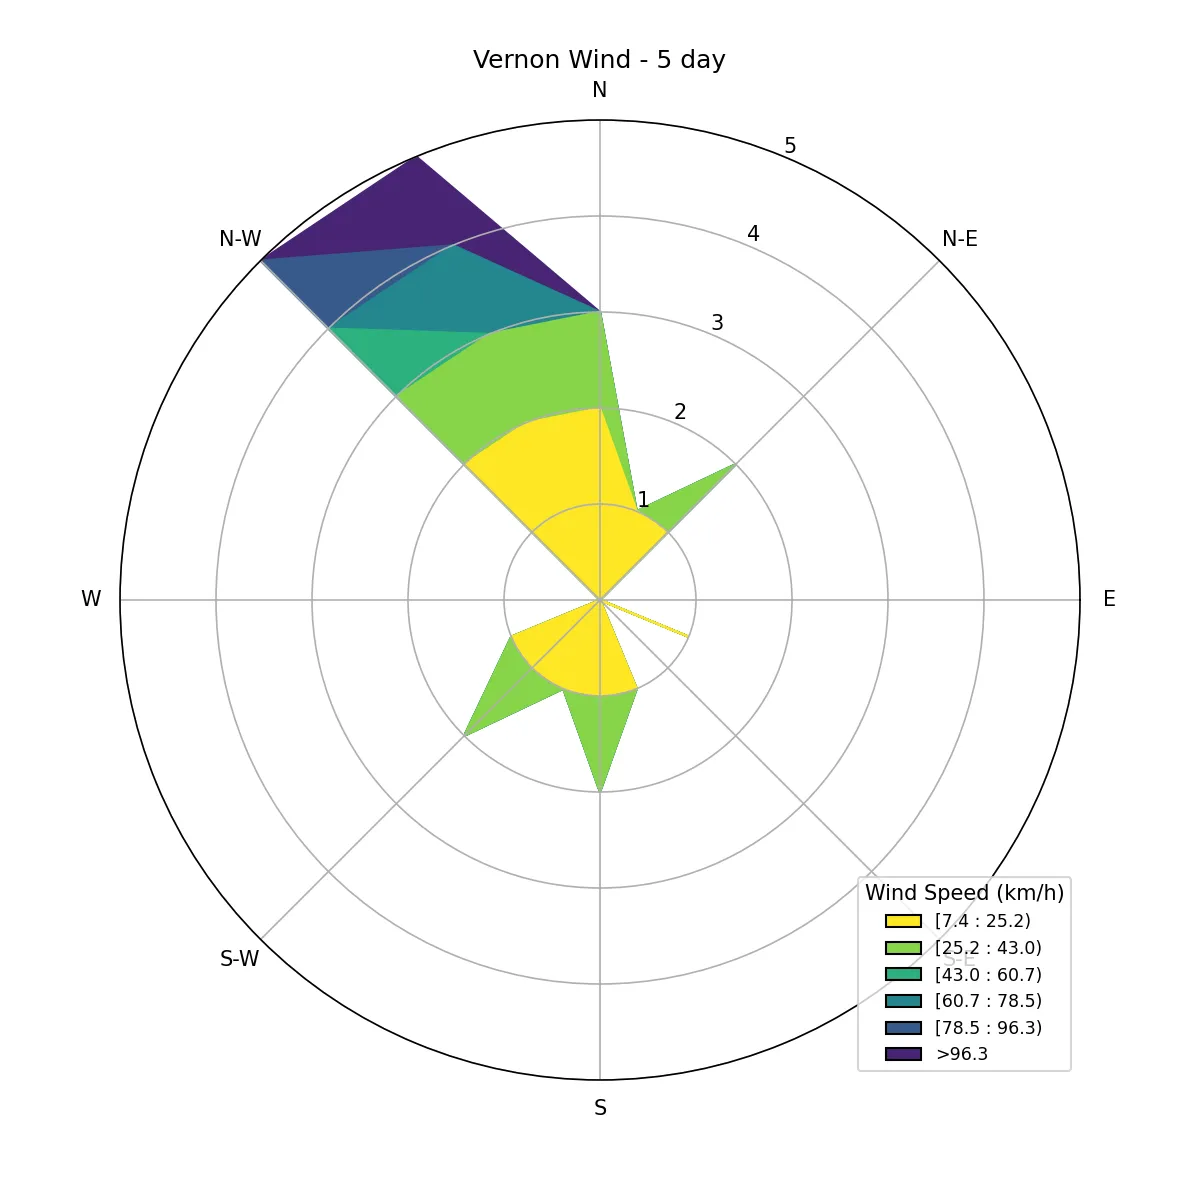 Vernon Wind - 5 day
N
5
N-W
N-E
4
3
2
1
W
E
S-W
S-E
S
Wind Speed (km/h)
[7.4 : 25.2)
[25.2 : 43.0)
[43.0 : 60.7)
[60.7 : 78.5)
[78.5 : 96.3)
>96.3